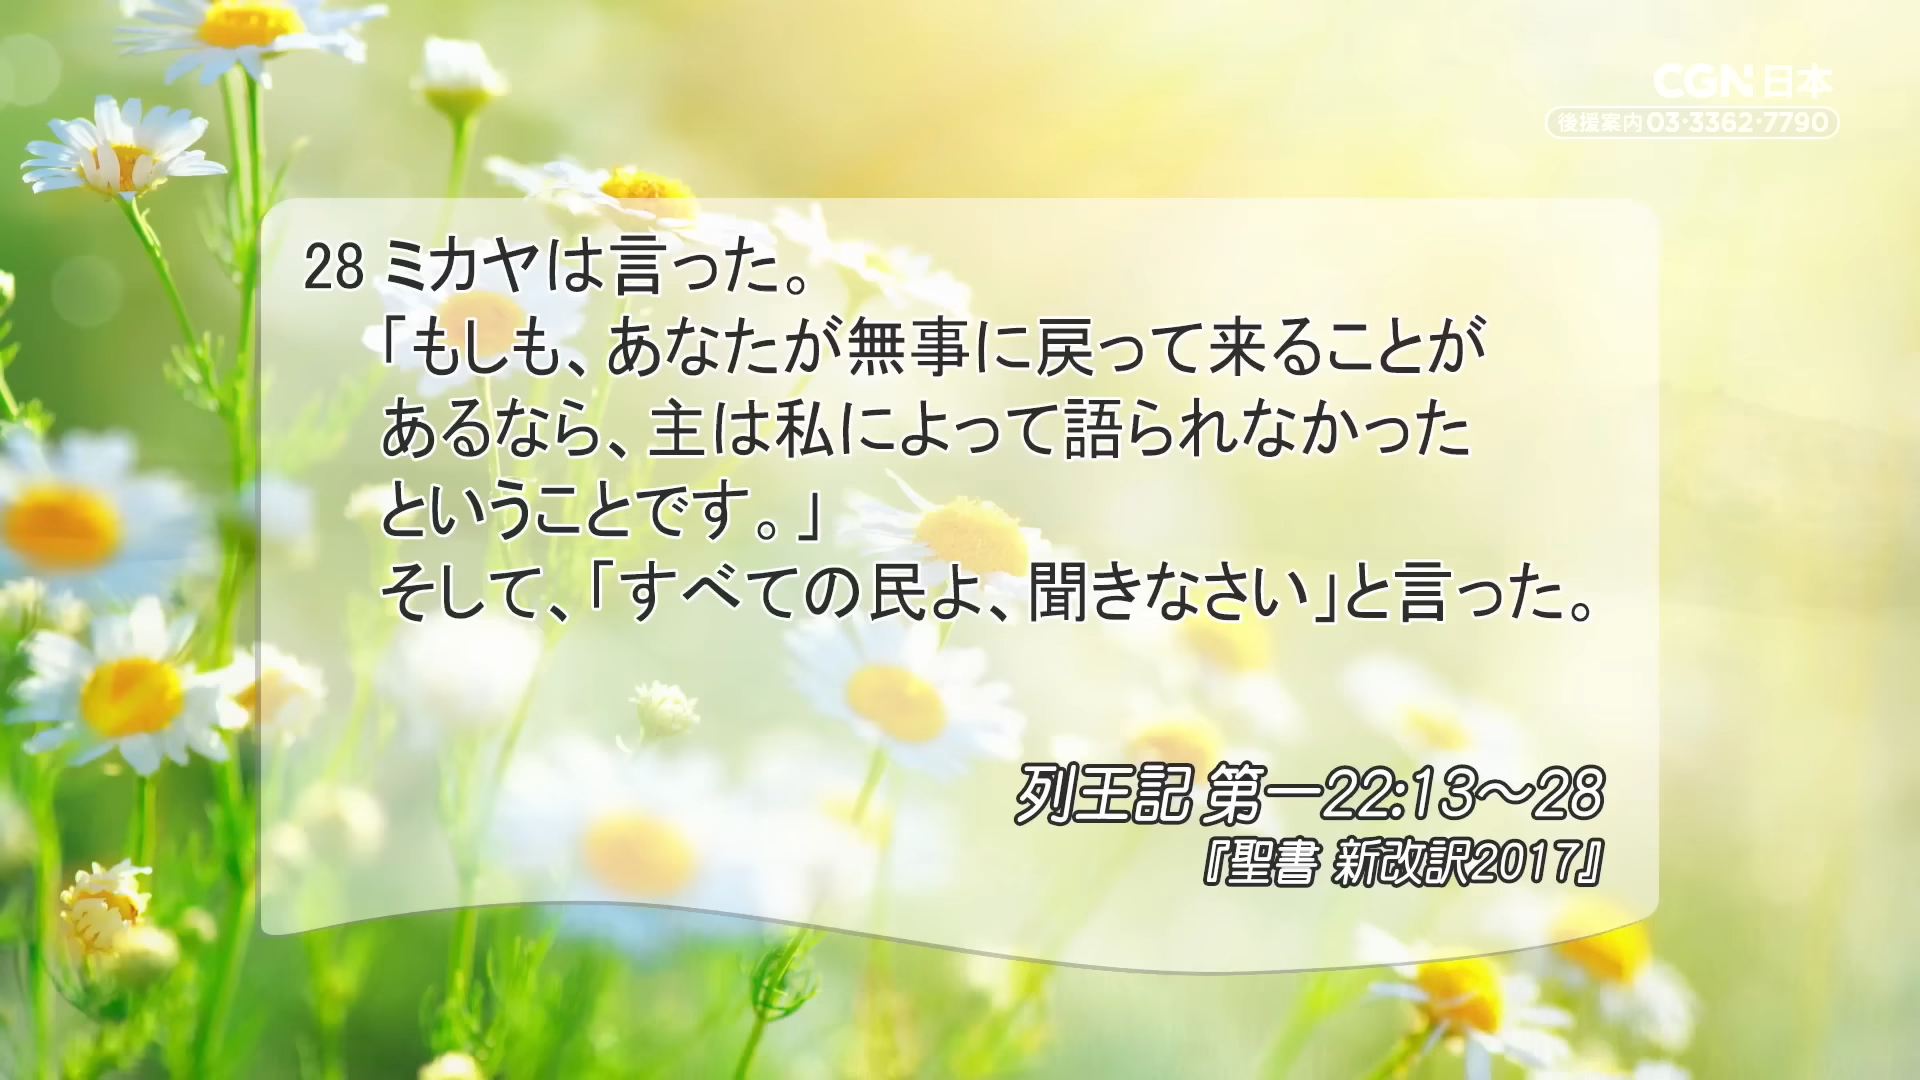 CGN日本
後援案内03·3362·7790
28 ミカヤは言った。
「もしも、あなたが無事に戻って来ることが
あるなら、主は私によって語られなかった
ということです。」
そして、「すべての民よ、聞きなさい」と言った。
列王記 第一22:13〜28
『聖書 新改訳2017』